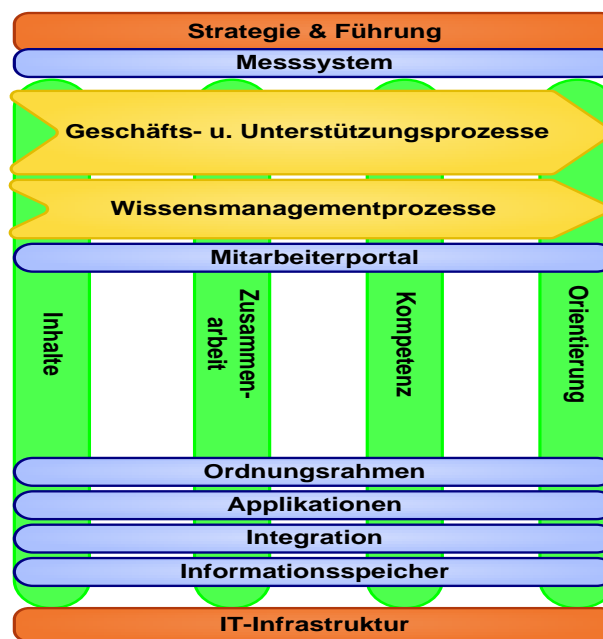 Strategie & Führung
Messsystem
Geschäfts- u. Unterstützungsprozesse
Wissensmanagementprozesse
Mitarbeiterportal
Inhalte
Zusammen-
arbeit
Kompetenz
Orientierung
Ordnungsrahmen
Applikationen
Integration
Informationsspeicher
IT-Infrastruktur